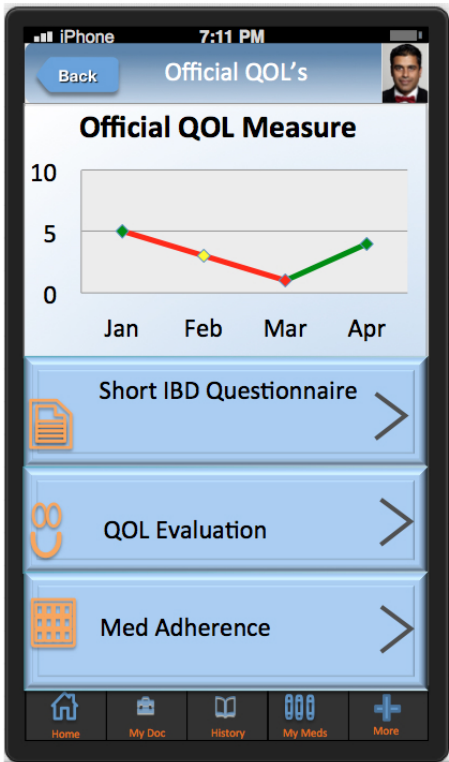 iPhone 7:11 PM
Back Official QOL's
Official QOL Measure
10
5
0
Jan Feb Mar Apr
Short IBD Questionnaire
QOL Evaluation
Med Adherence
Home My Doc History My Meds More